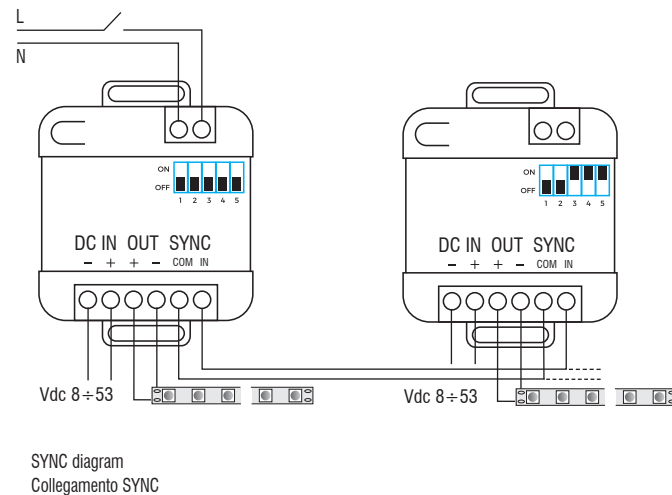 L
N
ON
OFF
1 2 3 4 5
DC IN OUT SYNC
– + + – COM IN
Vdc 8÷53
ON
OFF
1 2 3 4 5
DC IN OUT SYNC
– + + – COM IN
Vdc 8÷53
SYNC diagram
Collegamento SYNC